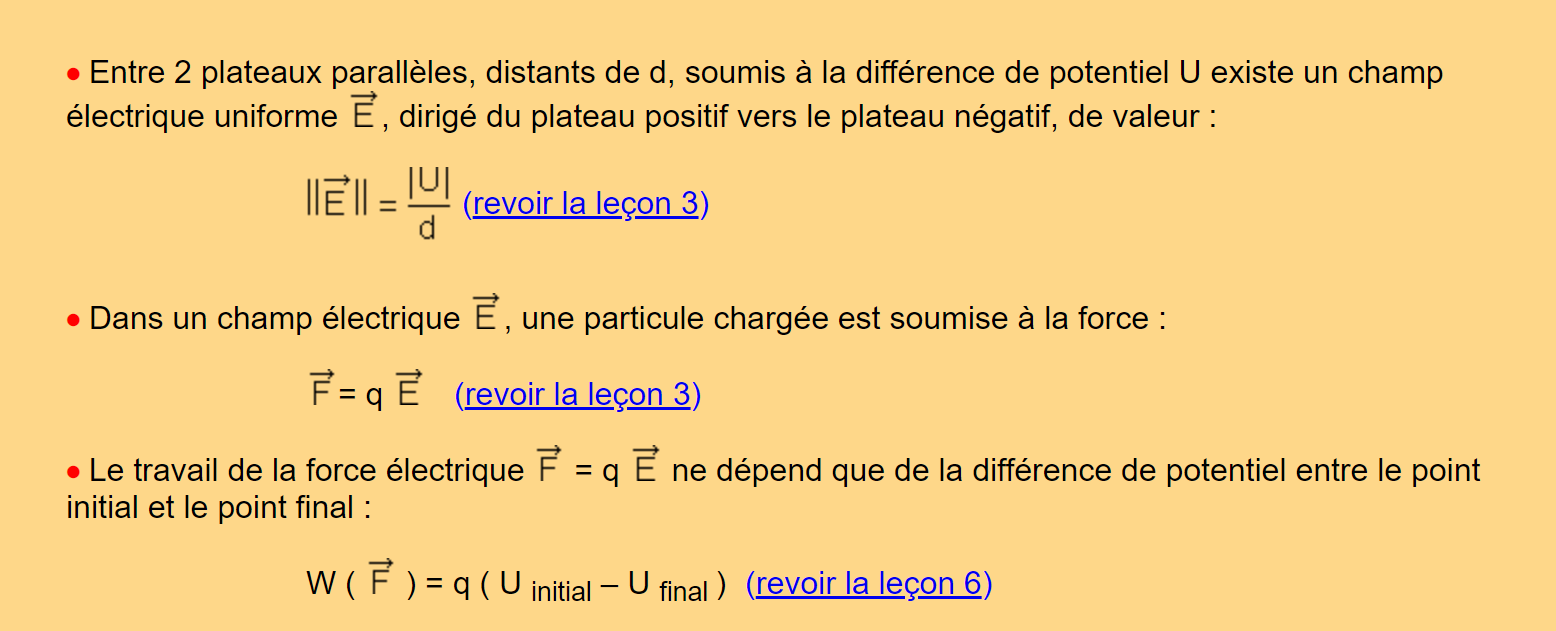 • Entre 2 plateaux parallèles, distants de d, soumis à la différence de potentiel U existe un champ
électrique uniforme $\vec{E}$, dirigé du plateau positif vers le plateau négatif, de valeur :
$\|\vec{E}\| = \frac{|U|}{d}$ (revoir la leçon 3)
• Dans un champ électrique $\vec{E}$, une particule chargée est soumise à la force :
$\vec{F}$ = q $\vec{E}$ (revoir la leçon 3)
• Le travail de la force électrique $\vec{F}$ = q $\vec{E}$ ne dépend que de la différence de potentiel entre le point
initial et le point final :
W ( $\vec{F}$ ) = q ( U $_{initial}$ – U $_{final}$ ) (revoir la leçon 6)